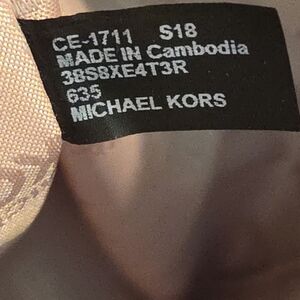 CE-1711 S18
MADE IN Cambodia
3BS8XE4T3R
635
MICHAEL KORS